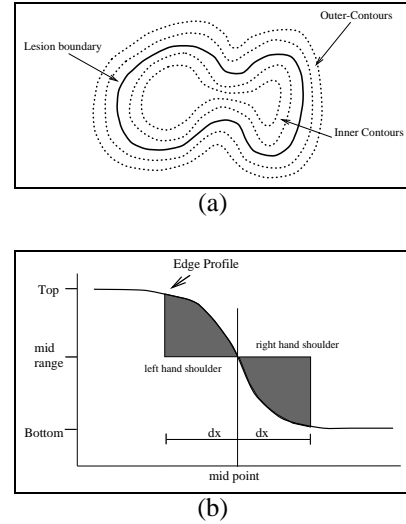 Outer-Contours
Lesion boundary
Inner Contours
(a)
Edge Profile
Top
mid
range
right hand shoulder
left hand shoulder
Bottom
dx dx
mid point
(b)